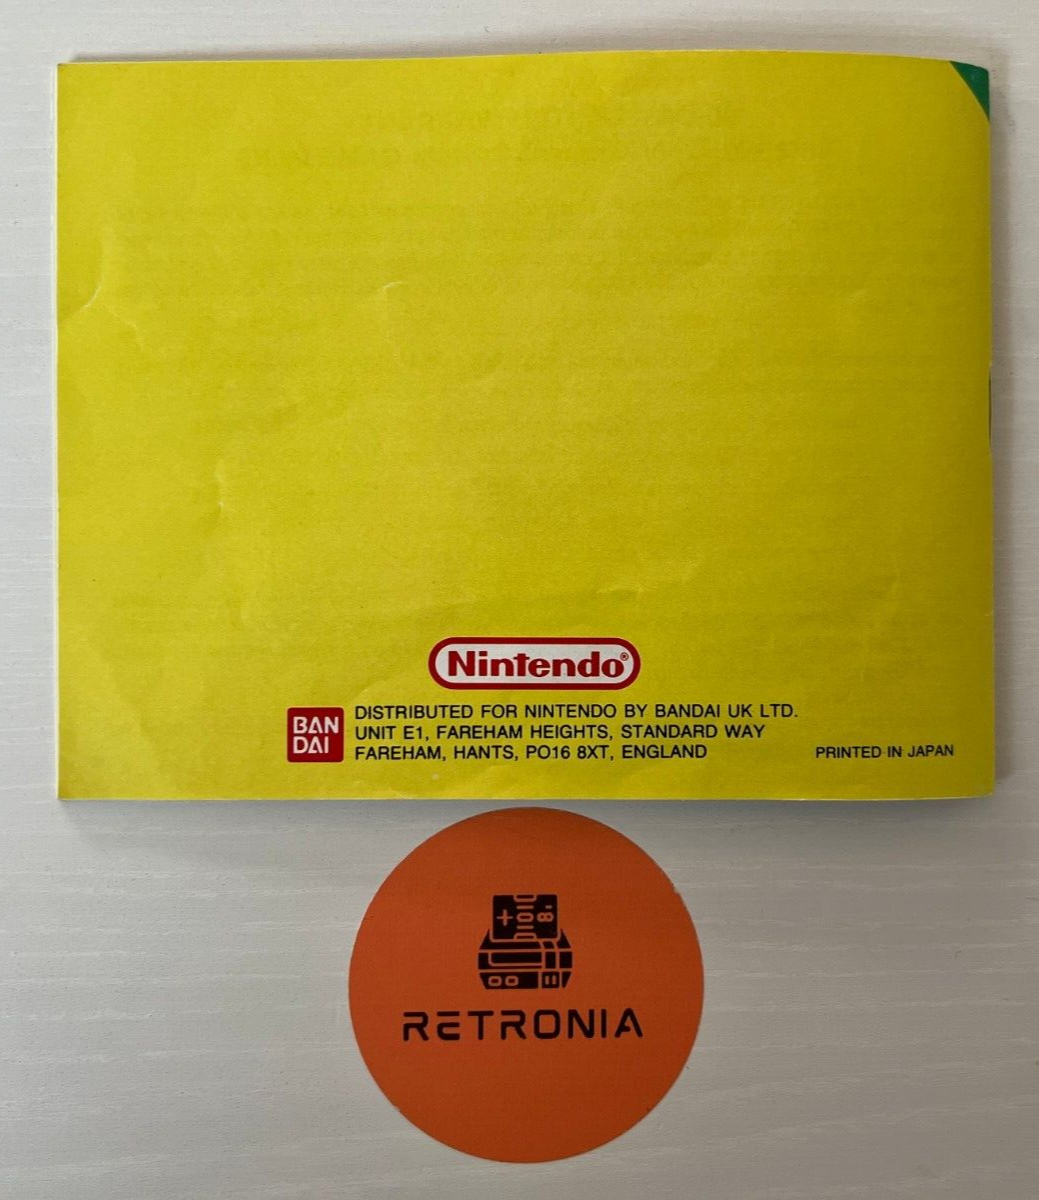 Nintendo®
BAN
DAI
DISTRIBUTED FOR NINTENDO BY BANDAI UK LTD.
UNIT E1, FAREHAM HEIGHTS, STANDARD WAY
FAREHAM, HANTS, PO16 8XT, ENGLAND
PRINTED IN JAPAN
RETRONIA